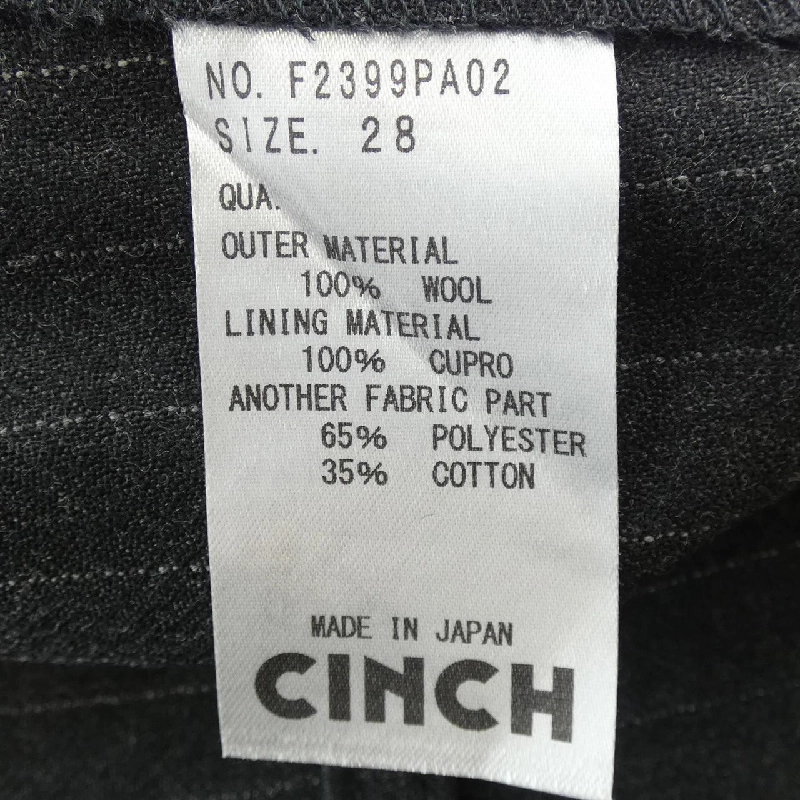 NO. F2399PA02
SIZE. 28
QUA.
OUTER MATERIAL
100% WOOL
LINING MATERIAL
100% CUPRO
ANOTHER FABRIC PART
65% POLYESTER
35% COTTON
MADE IN JAPAN
CINCH